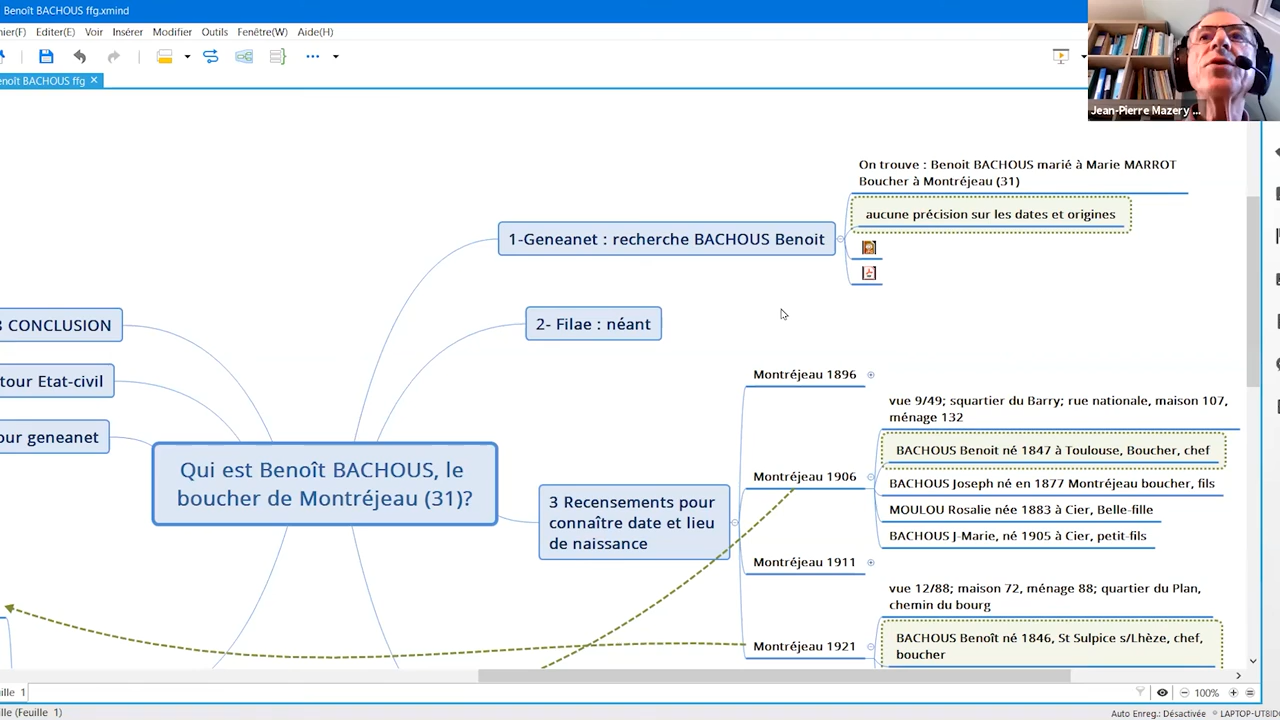 Benoît BACHOUS ffg.xmind
hier(F) Editer(E) Voir Insérer Modifier Outils Fenêtre(W) Aide(H)
enoît BACHOUS ffg
Jean-Pierre Mazery ...
On trouve : Benoit BACHOUS marié à Marie MARROT
Boucher à Montréjeau (31)
aucune précision sur les dates et origines
1-Geneanet : recherche BACHOUS Benoit
2- Filae : néant
8 CONCLUSION
tour Etat-civil
our geneanet
Qui est Benoît BACHOUS, le
boucher de Montréjeau (31)?
3 Recensements pour
connaître date et lieu
de naissance
Montréjeau 1896
vue 9/49; squartier du Barry; rue nationale, maison 107,
ménage 132
Montréjeau 1906
BACHOUS Benoit né 1847 à Toulouse, Boucher, chef
BACHOUS Joseph né en 1877 Montréjeau boucher, fils
MOULOU Rosalie née 1883 à Cier, Belle-fille
BACHOUS J-Marie, né 1905 à Cier, petit-fils
Montréjeau 1911
vue 12/88; maison 72, ménage 88; quartier du Plan,
chemin du bourg
Montréjeau 1921
BACHOUS Benoît né 1846, St Sulpice s/Lhèze, chef,
boucher
uille 1
100%
lle (Feuille 1)
Auto Enreg.: Désactivée